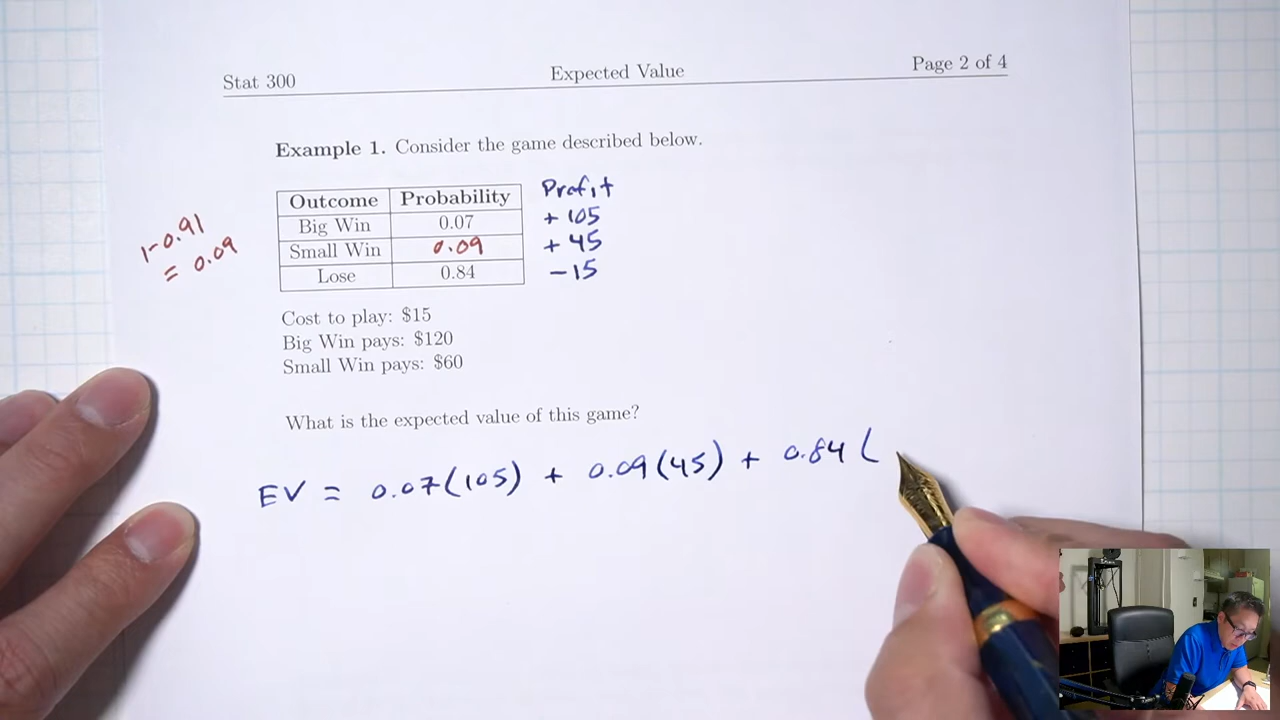 Stat 300 Expected Value Page 2 of 4
Example 1. Consider the game described below.
Outcome Probability Profit
Big Win 0.07 + 105
Small Win 0.09 + 45
Lose 0.84 -15
1-0.91
= 0.09
Cost to play: $15
Big Win pays: $120
Small Win pays: $60
What is the expected value of this game?
EV = 0.07(105) + 0.09(45) + 0.84 (